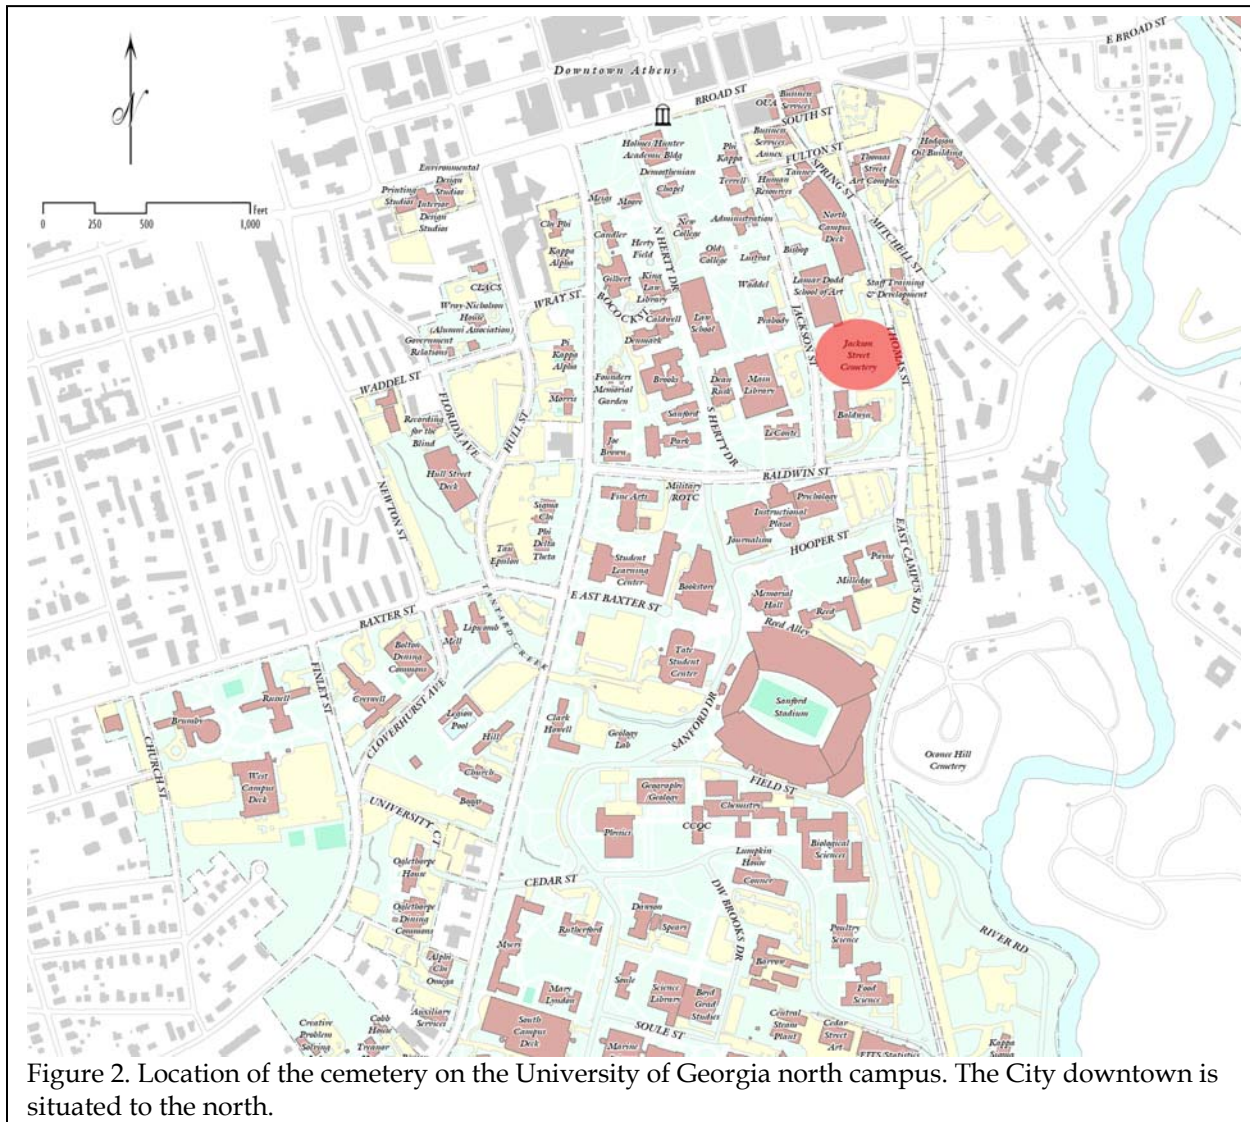 E BROAD ST
Downtown Athens
BROAD ST
N
OUA
Business
Services
SOUTH ST
Business
Services
Annex
FULTON ST
Hodgson
Oil Building
Holmes/Hunter
Academic Bldg
Phi
Kappa
Demosthenian
Chapel
Terrell
Human
Resources
Tanner
SPRING ST
Thomas
Street
Art Complex
Environmental
Design
Studios
Printing
Studios
Interior
Design
Studios
feet
0
250
500
1,000
Meigs
Moore
Chi Phi
Candler
New
College
Administration
North
Campus
Deck
MITCHELL ST
Kappa
Alpha
Herty
Field
N HERTY DR
Old
College
Lustrat
Bishop
Gilbert
King
Law
Library
Waddel
Lamar Dodd
School of Art
Staff Training
& Development
CLACS
Wray-Nicholson
House
(Alumni Association)
WRAY ST
BOCOCK ST
Caldwell
Law
School
Peabody
JACKSON ST
Jackson
Street
Cemetery
THOMAS ST
Government
Relations
Denmark
Pi
Kappa
Alpha
WADDEL ST
Founders
Memorial
Garden
Brooks
Dean
Rusk
Main
Library
Morris
FLORIDA AVE
HULL ST
Recording
for the
Blind
Sanford
S HERTY DR
Baldwin
Joe
Brown
Park
LeConte
Hull Street
Deck
BALDWIN ST
NEWTON ST
Fine Arts
Military
ROTC
Psychology
Sigma
Chi
Instructional
Plaza
Journalism
EAST CAMPUS RD
Phi
Delta
Theta
HOOPER ST
Tau
Epsilon
Student
Learning
Center
Bookstore
Payne
Milledge
Memorial
Hall
Reed
BAXTER ST
TANYARD CREEK
E AST BAXTER ST
Reed Alley
Lipscomb
Mell
Bolton
Dining
Commons
Tate
Student
Center
FINLEY ST
Russell
Creswell
CLOVERHURST AVE
Sanford
Stadium
Brumby
Legion
Pool
Clark
Howell
SANFORD DR
Hill
Geology
Lab
Oconee Hill
Cemetery
CHURCH ST
West
Campus
Deck
Church
Boggs
Geography
Geology
FIELD ST
Chemistry
UNIVERSITY CT
CCQC
Physics
Biological
Sciences
Lumpkin
House
Conner
Oglethorpe
House
CEDAR ST
DW BROOKS DR
Oglethorpe
Dining
Commons
Dawson
Speirs
Rutherford
Poultry
Science
RIVER RD
Myers
Barrow
Alpha
Chi
Omega
Soule
Mary
Lyndon
Science
Library
Boyd
Grad
Studies
Food
Science
Creative
Problem
Solving
Cobb
House
Treanor
Auxiliary
Services
South
Campus
Deck
SOULE ST
Marine
Central
Steam
Plant
Cedar
Street
Art
Kappa
Sigma
Figure 2. Location of the cemetery on the University of Georgia north campus. The City downtown is
situated to the north.